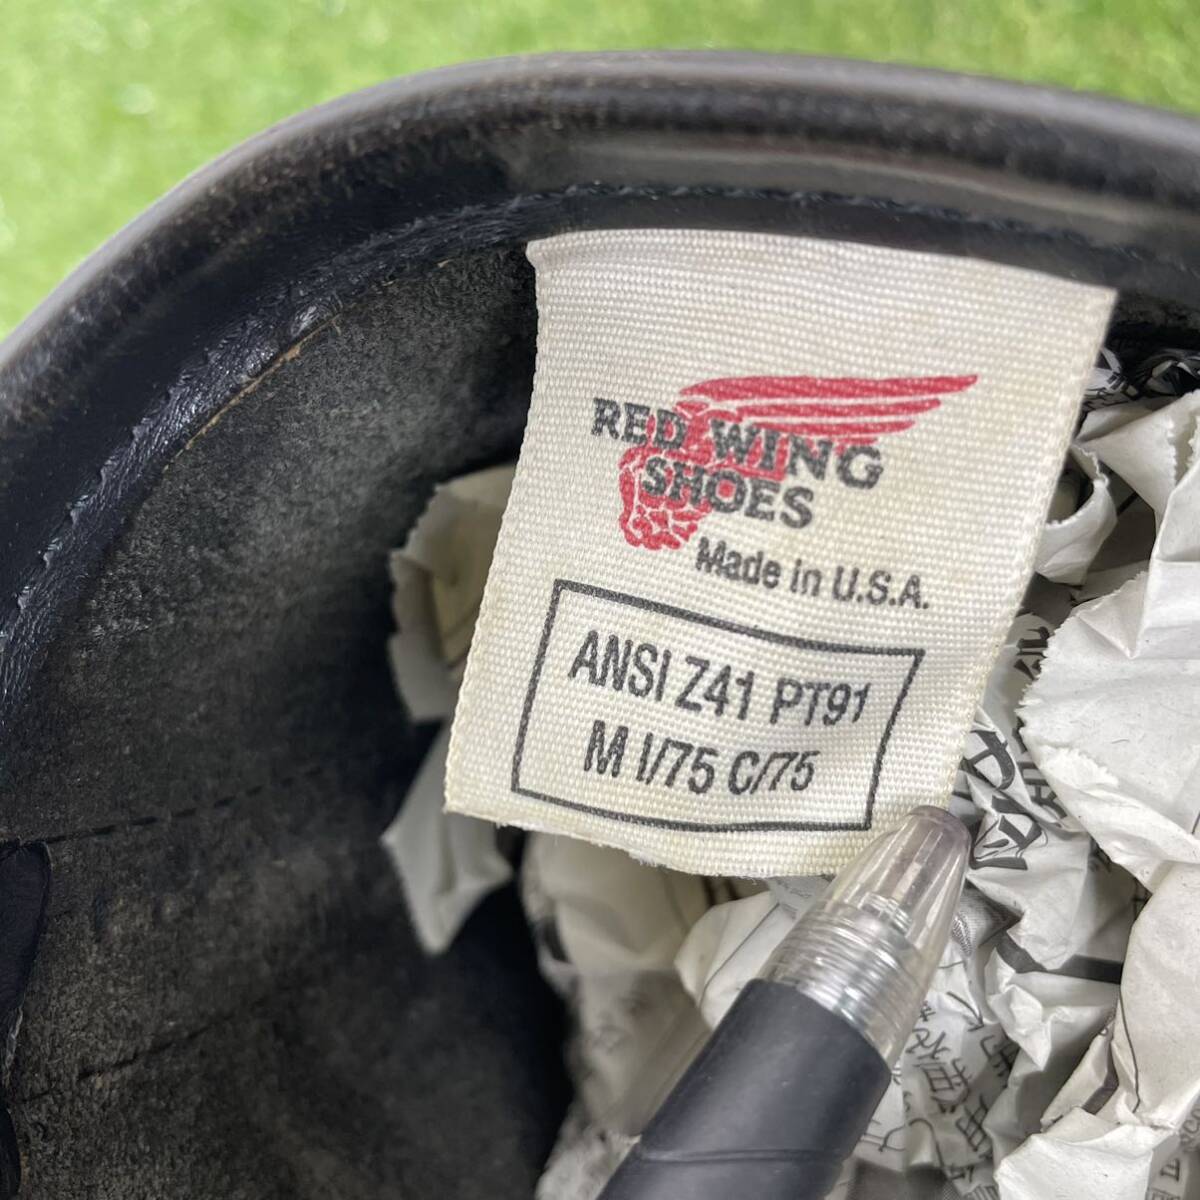 RED WING
SHOES
Made in U.S.A.
ANSI Z41 PT91
M I/75 C/75